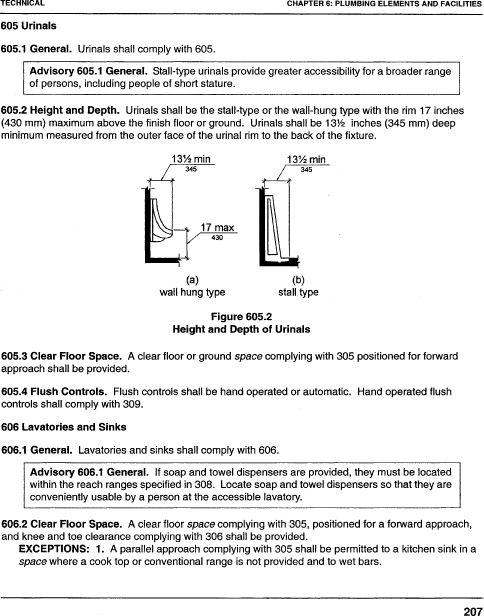 TECHNICAL
CHAPTER 6: PLUMBING ELEMENTS AND FACILITIES
605 Urinals
605.1 General. Urinals shall comply with 605.
Advisory 605.1 General. Stall-type urinals provide greater accessibility for a broader range
of persons, including people of short stature.
605.2 Height and Depth. Urinals shall be the stall-type or the wall-hung type with the rim 17 inches
(430 mm) maximum above the finish floor or ground. Urinals shall be 13½ inches (345 mm) deep
minimum measured from the outer face of the urinal rim to the back of the fixture.
13½ min
345
17 max
430
13½ min
345
(a)
wall hung type
(b)
stall type
Figure 605.2
Height and Depth of Urinals
605.3 Clear Floor Space. A clear floor or ground space complying with 305 positioned for forward
approach shall be provided.
605.4 Flush Controls. Flush controls shall be hand operated or automatic. Hand operated flush
controls shall comply with 309.
606 Lavatories and Sinks
606.1 General. Lavatories and sinks shall comply with 606.
Advisory 606.1 General. If soap and towel dispensers are provided, they must be located
within the reach ranges specified in 308. Locate soap and towel dispensers so that they are
conveniently usable by a person at the accessible lavatory.
606.2 Clear Floor Space. A clear floor space complying with 305, positioned for a forward approach,
and knee and toe clearance complying with 306 shall be provided.
EXCEPTIONS: 1. A parallel approach complying with 305 shall be permitted to a kitchen sink in a
space where a cook top or conventional range is not provided and to wet bars.
207